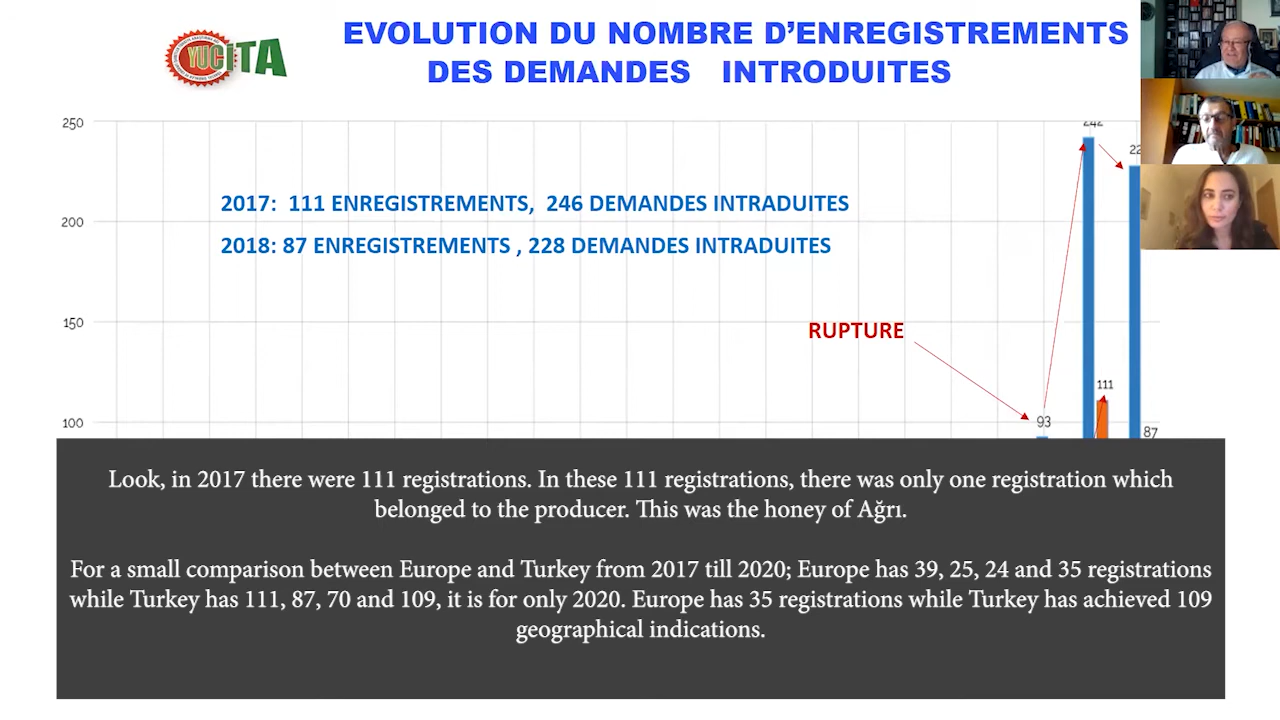 YUCITA
EVOLUTION DU NOMBRE D’ENREGISTREMENTS
DES DEMANDES INTRODUITES
250
242
2017: 111 ENREGISTREMENTS, 246 DEMANDES INTRADUITES
200
2018: 87 ENREGISTREMENTS , 228 DEMANDES INTRADUITES
150
RUPTURE
111
100
93
87
Look, in 2017 there were 111 registrations. In these 111 registrations, there was only one registration which
belonged to the producer. This was the honey of Ağrı.
For a small comparison between Europe and Turkey from 2017 till 2020; Europe has 39, 25, 24 and 35 registrations
while Turkey has 111, 87, 70 and 109, it is for only 2020. Europe has 35 registrations while Turkey has achieved 109
geographical indications.